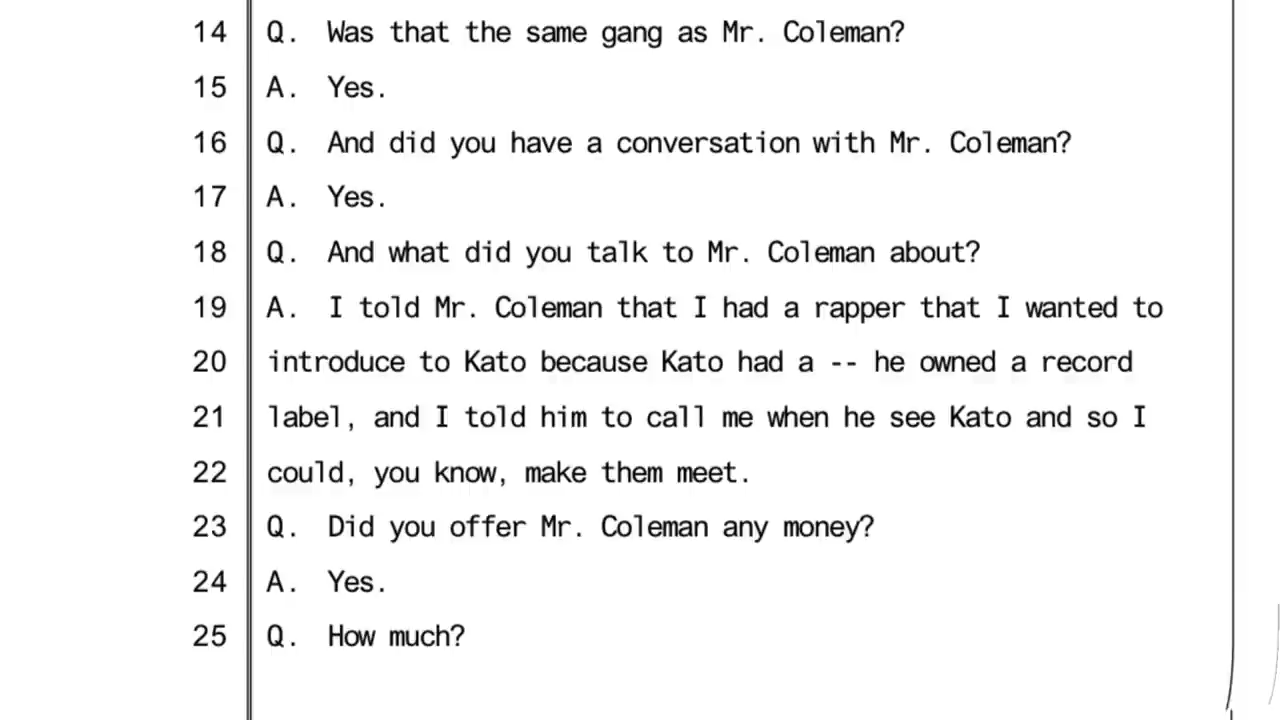 14 Q. Was that the same gang as Mr. Coleman?
15 A. Yes.
16 Q. And did you have a conversation with Mr. Coleman?
17 A. Yes.
18 Q. And what did you talk to Mr. Coleman about?
19 A. I told Mr. Coleman that I had a rapper that I wanted to
20 introduce to Kato because Kato had a -- he owned a record
21 label, and I told him to call me when he see Kato and so I
22 could, you know, make them meet.
23 Q. Did you offer Mr. Coleman any money?
24 A. Yes.
25 Q. How much?